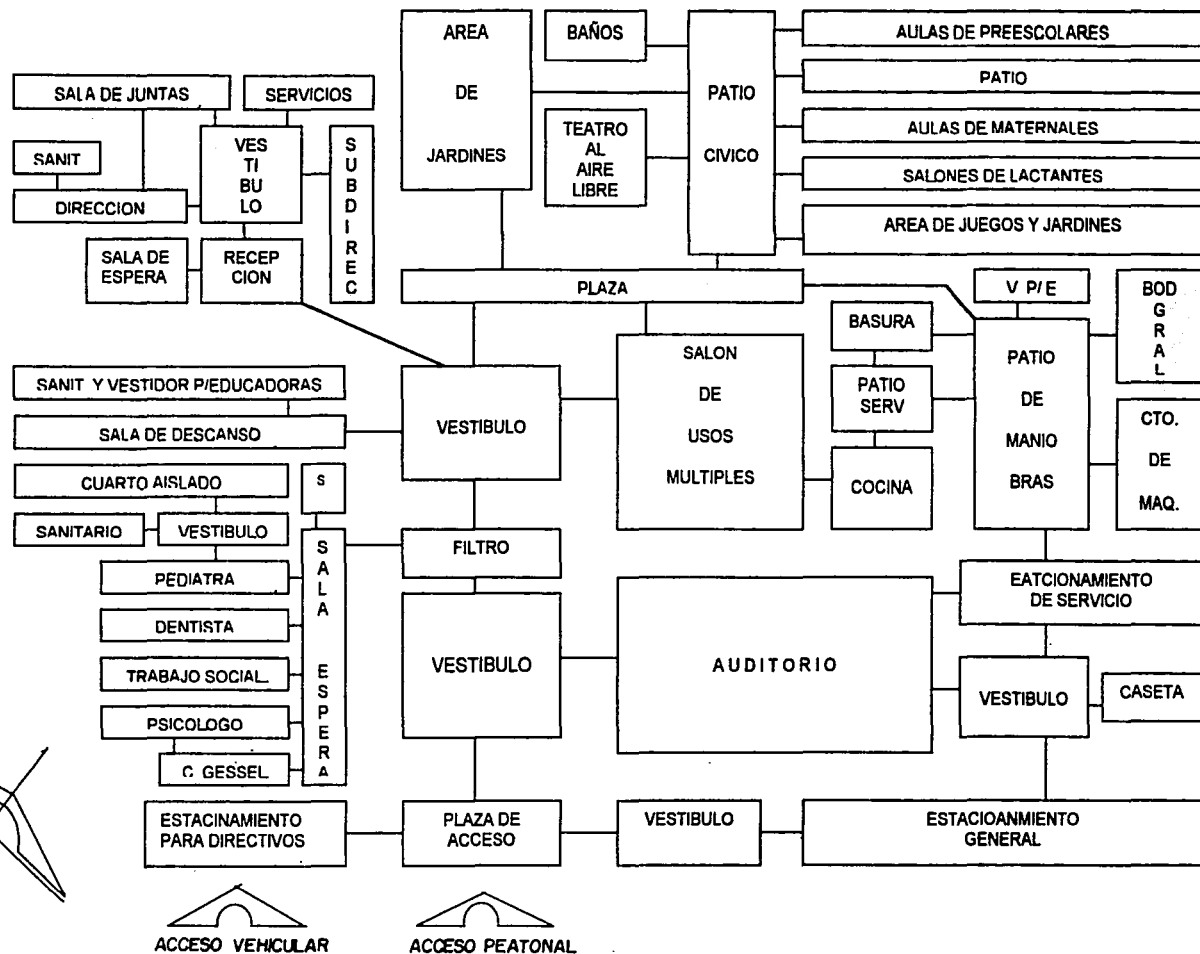 AREA
DE
JARDINES
BAÑOS
TEATRO
AL
AIRE
LIBRE
PATIO
CIVICO
AULAS DE PREESCOLARES
PATIO
AULAS DE MATERNALES
SALONES DE LACTANTES
AREA DE JUEGOS Y JARDINES
SALA DE JUNTAS
SERVICIOS
SANIT
DIRECCION
VES
TI
BU
LO
S
U
B
D
I
R
E
C
SALA DE
ESPERA
RECEP
CION
PLAZA
V P/E
BOD
G
R
A
L
BASURA
PATIO
SERV
COCINA
PATIO
DE
MANIO
BRAS
CTO.
DE
MAQ.
SALON
DE
USOS
MULTIPLES
SANIT Y VESTIDOR P/EDUCADORAS
SALA DE DESCANSO
VESTIBULO
CUARTO AISLADO
S
SANITARIO
VESTIBULO
FILTRO
PEDIATRA
DENTISTA
TRABAJO SOCIAL
PSICOLOGO
C GESSEL
S
A
L
A
E
S
P
E
R
A
VESTIBULO
AUDITORIO
EATCIONAMIENTO
DE SERVICIO
VESTIBULO
CASETA
ESTACINAMIENTO
PARA DIRECTIVOS
PLAZA DE
ACCESO
VESTIBULO
ESTACIOANMIENTO
GENERAL
ACCESO VEHICULAR
ACCESO PEATONAL